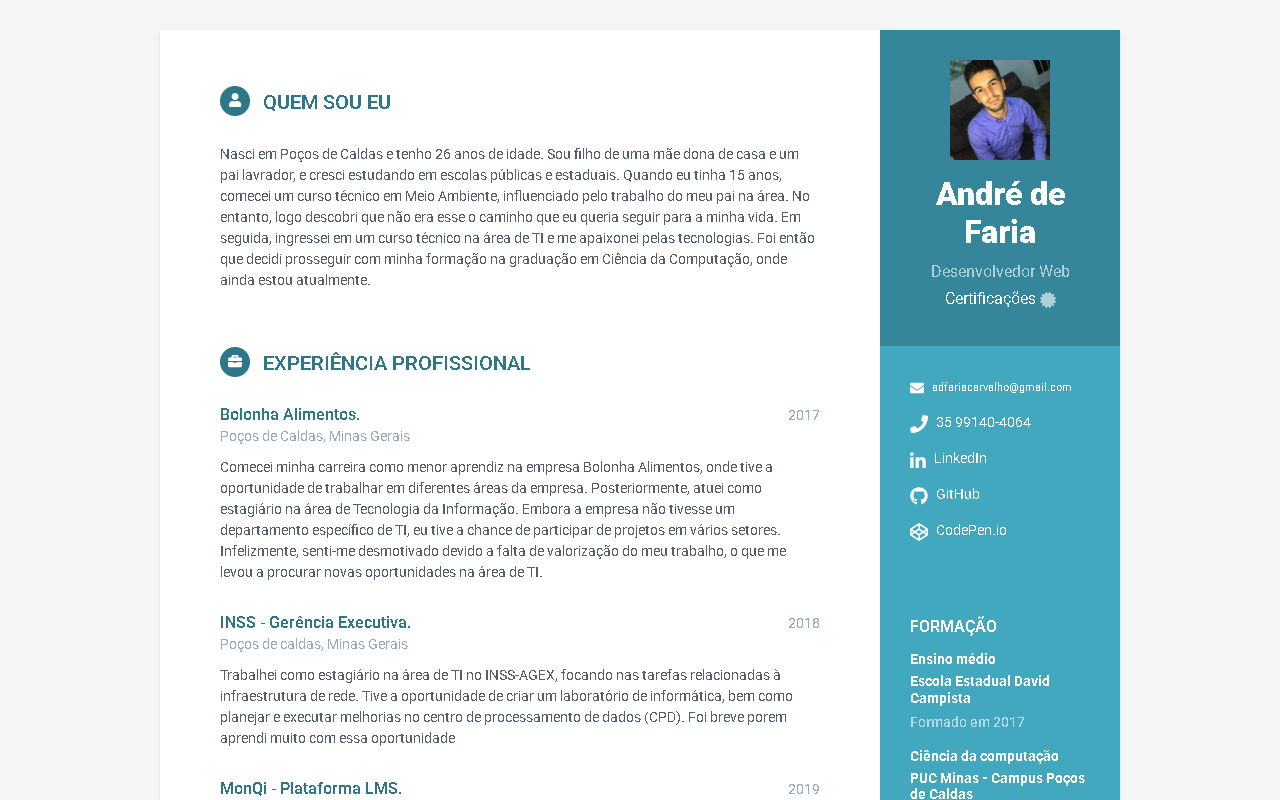 QUEM SOU EU
Nasci em Poços de Caldas e tenho 26 anos de idade. Sou filho de uma mãe dona de casa e um
pai lavrador, e cresci estudando em escolas públicas e estaduais. Quando eu tinha 15 anos,
comecei um curso técnico em Meio Ambiente, influenciado pelo trabalho do meu pai na área. No
entanto, logo descobri que não era esse o caminho que eu queria seguir para a minha vida. Em
seguida, ingressei em um curso técnico na área de TI e me apaixonei pelas tecnologias. Foi então
que decidi prosseguir com minha formação na graduação em Ciência da Computação, onde
ainda estou atualmente.
EXPERIÊNCIA PROFISSIONAL
Bolonha Alimentos.
2017
Poços de Caldas, Minas Gerais
Comecei minha carreira como menor aprendiz na empresa Bolonha Alimentos, onde tive a
oportunidade de trabalhar em diferentes áreas da empresa. Posteriormente, atuei como
estagiário na área de Tecnologia da Informação. Embora a empresa não tivesse um
departamento específico de TI, eu tive a chance de participar de projetos em vários setores.
Infelizmente, senti-me desmotivado devido a falta de valorização do meu trabalho, o que me
levou a procurar novas oportunidades na área de TI.
INSS - Gerência Executiva.
2018
Poços de caldas, Minas Gerais
Trabalhei como estagiário na área de TI no INSS-AGEX, focando nas tarefas relacionadas à
infraestrutura de rede. Tive a oportunidade de criar um laboratório de informática, bem como
planejar e executar melhorias no centro de processamento de dados (CPD). Foi breve porem
aprendi muito com essa oportunidade
MonQi - Plataforma LMS.
2019
André de
Faria
Desenvolvedor Web
Certificações
adfariacarvalho@gmail.com
35 99140-4064
LinkedIn
GitHub
CodePen.io
FORMAÇÃO
Ensino médio
Escola Estadual David
Campista
Formado em 2017
Ciência da computação
PUC Minas - Campus Poços
de Caldas